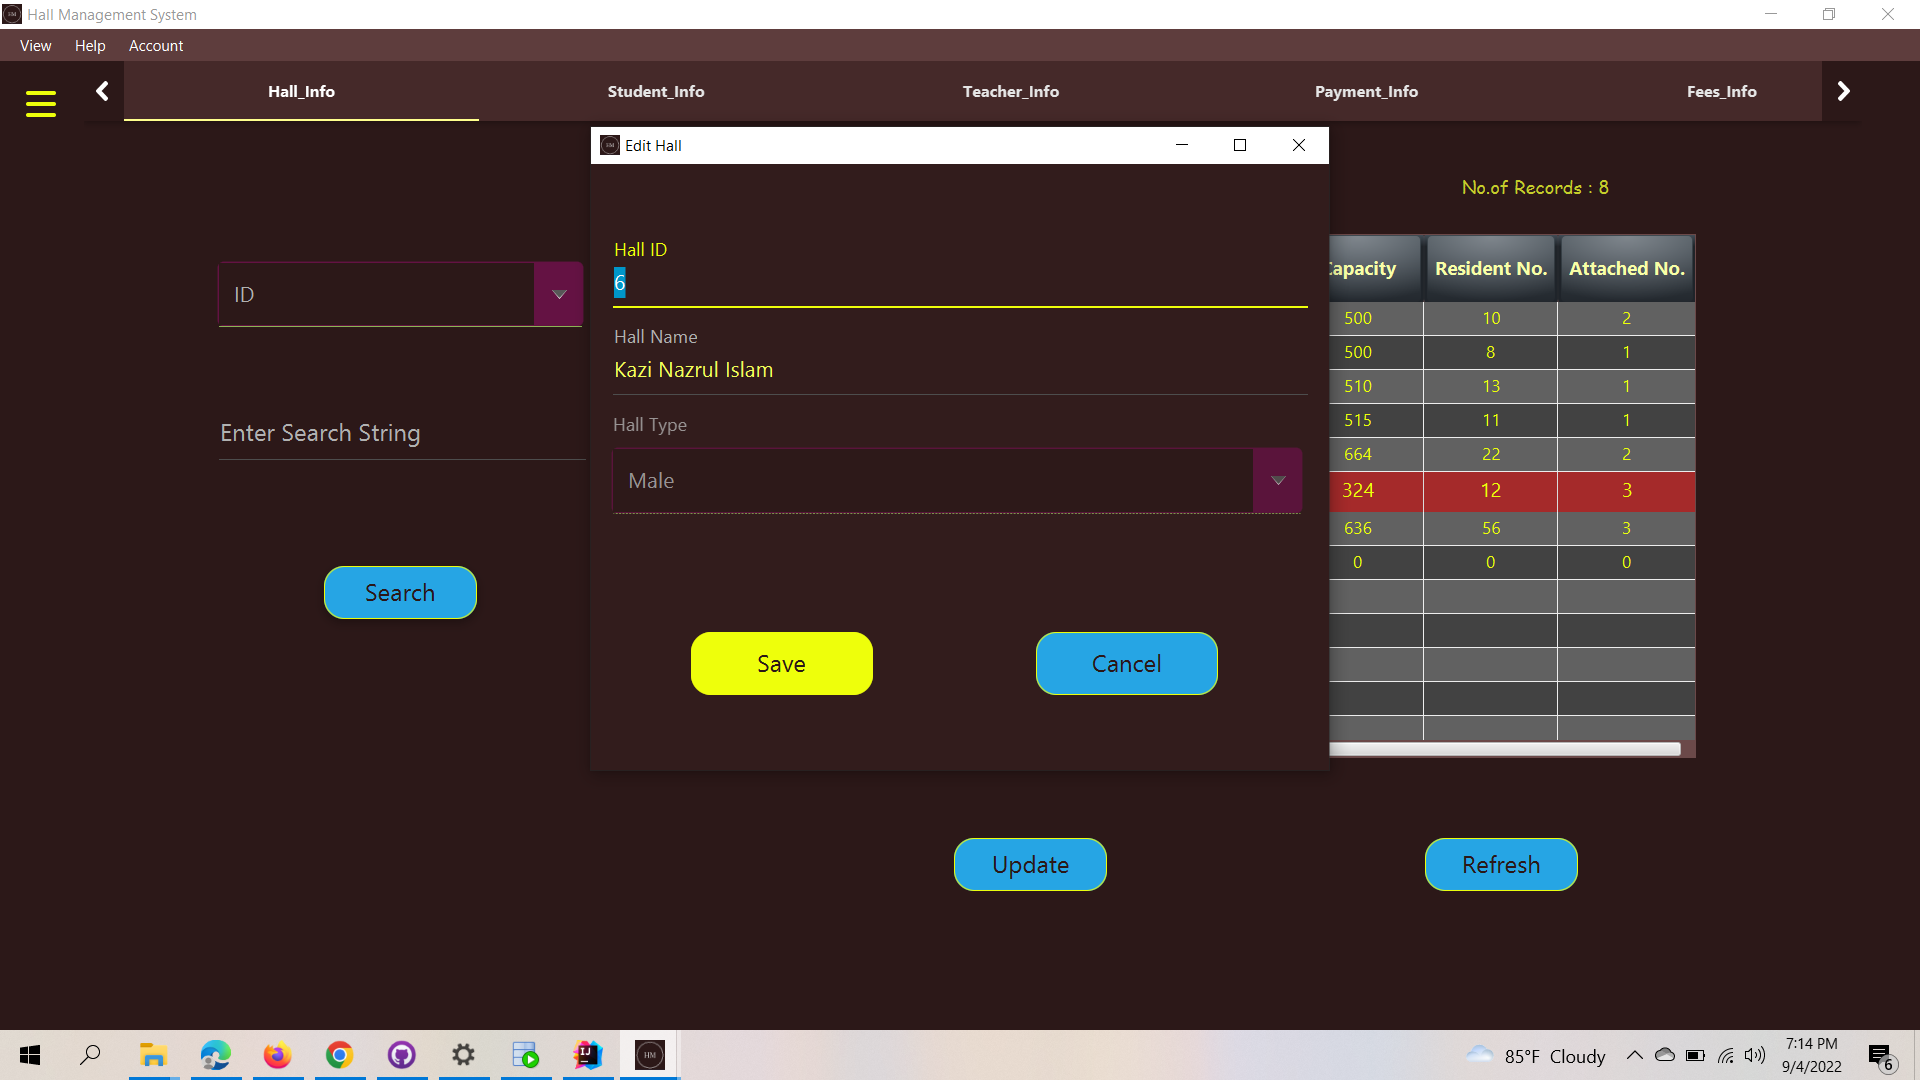 Hall Management System
View Help Account
Hall_Info Student_Info Teacher_Info Payment_Info Fees_Info
Edit Hall
No.of Records : 8
Hall ID
6
Hall Name
Kazi Nazrul Islam
Hall Type
Male
Save Cancel
ID
Enter Search String
Search
Capacity Resident No. Attached No.
500 10 2
500 8 1
510 13 1
515 11 1
664 22 2
324 12 3
636 56 3
0 0 0
Update Refresh
85°F Cloudy
7:14 PM
9/4/2022
6